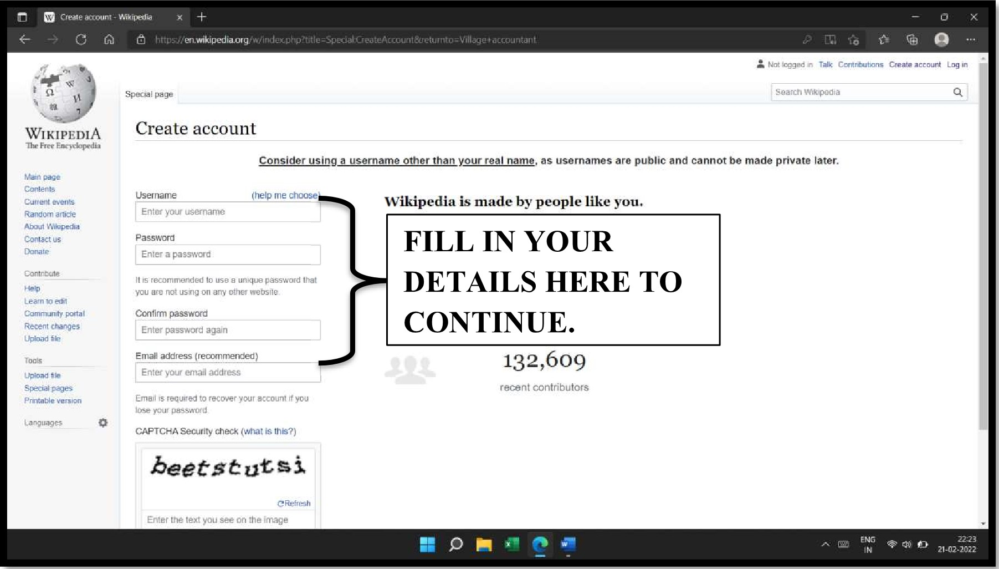 Create account - Wikipedia
https://en.wikipedia.org/w/index.php?title=Special:CreateAccount&returnto=Village+accountant
Not logged in Talk Contributions Create account Log in
Special page
Search Wikipedia
WIKIPEDIA
The Free Encyclopedia
Create account
Consider using a username other than your real name, as usernames are public and cannot be made private later.
Main page
Contents
Current events
Random article
About Wikipedia
Contact us
Donate
Contribute
Help
Learn to edit
Community portal
Recent changes
Upload file
Tools
Upload file
Special pages
Printable version
Languages
Username (help me choose)
Enter your username
Password
Enter a password
It is recommended to use a unique password that
you are not using on any other website.
Confirm password
Enter password again
Email address (recommended)
Enter your email address
Email is required to recover your account if you
lose your password.
CAPTCHA Security check (what is this?)
beetstutsi
Refresh
Enter the text you see on the image
Wikipedia is made by people like you.
FILL IN YOUR
DETAILS HERE TO
CONTINUE.
132,609
recent contributors
ENG
IN
22:23
21-02-2022